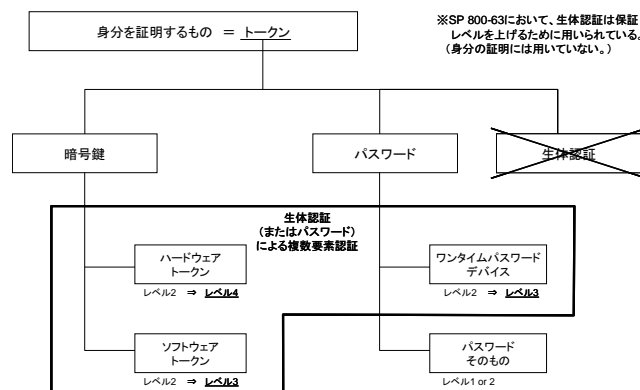 身分を証明するもの = トークン
※SP 800-63において、生体認証は保証
レベルを上げるために用いられている。
(身分の証明には用いていない。)
暗号鍵
パスワード
生体認証
生体認証
(またはパスワード)
による複数要素認証
ハードウェア
トークン
レベル2 ⇒ レベル4
ワンタイムパスワード
デバイス
レベル2 ⇒ レベル3
ソフトウェア
トークン
レベル2 ⇒ レベル3
パスワード
そのもの
レベル1 or 2